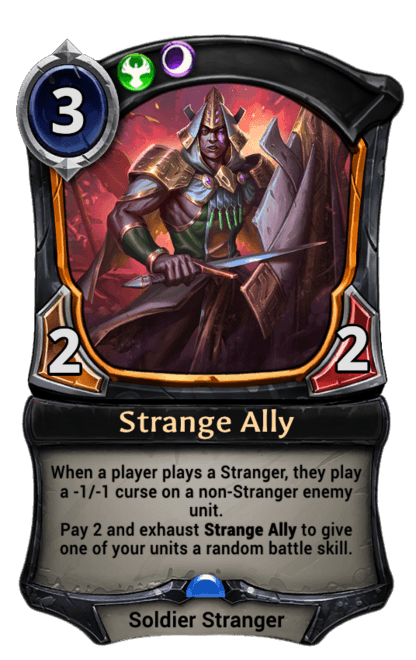 3
2
2
Strange Ally
When a player plays a Stranger, they play
a -1/-1 curse on a non-Stranger enemy
unit.
Pay 2 and exhaust Strange Ally to give
one of your units a random battle skill.
Soldier Stranger